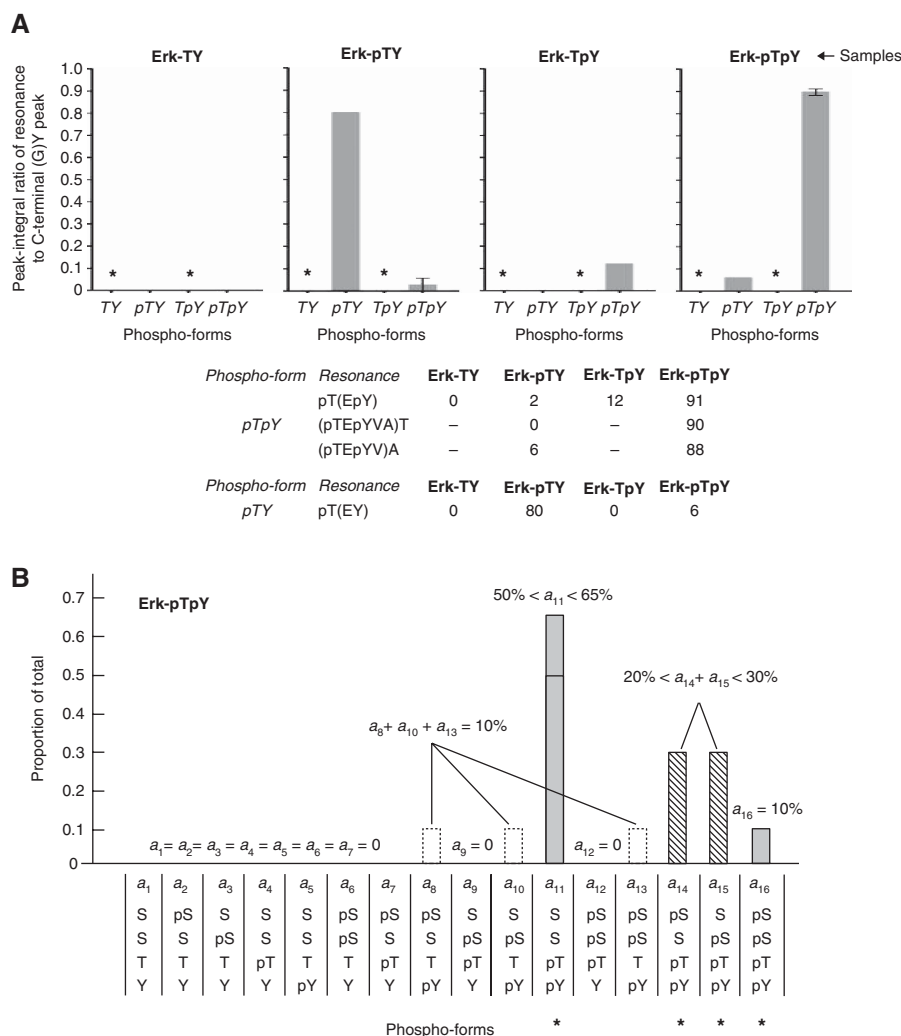 A
Erk-TY Erk-pTY Erk-TpY Erk-pTpY ← Samples
Peak-integral ratio of resonance
to C-terminal (G)Y peak
1.0
0.9
0.8
0.7
0.6
0.5
0.4
0.3
0.2
0.1
0
* * * * * * * *
TY pTY TpY pTpY TY pTY TpY pTpY TY pTY TpY pTpY TY pTY TpY pTpY
Phospho-forms Phospho-forms Phospho-forms Phospho-forms
Phospho-form Resonance Erk-TY Erk-pTY Erk-TpY Erk-pTpY
pT(EpY) 0 2 12 91
pTpY (pTEpYVA)T – 0 – 90
(pTEpYV)A – 6 – 88
Phospho-form Resonance Erk-TY Erk-pTY Erk-TpY Erk-pTpY
pTY pT(EY) 0 80 0 6
B
Erk-pTpY
Proportion of total
0.7
0.6
0.5
0.4
0.3
0.2
0.1
0
50% < a11 < 65%
20% < a14 + a15 < 30%
a8 + a10 + a13 = 10%
a16 = 10%
a1 = a2 = a3 = a4 = a5 = a6 = a7 = 0 a9 = 0 a12 = 0
a1 a2 a3 a4 a5 a6 a7 a8 a9 a10 a11 a12 a13 a14 a15 a16
S pS S S S pS S pS S S S pS pS pS S pS
S S pS S S pS S S pS pS S pS pS S pS pS
T T T pT T T pT T pT T pT pT T pT pT pT
Y Y Y Y pY Y Y pY Y pY pY Y pY pY pY pY
Phospho-forms * * * *